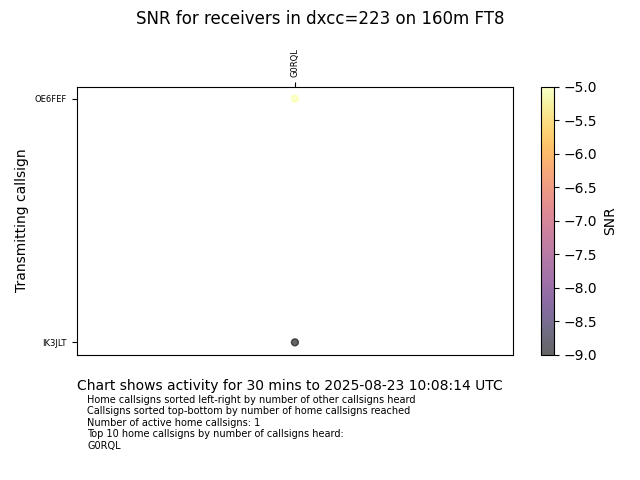 SNR for receivers in dxcc=223 on 160m FT8
G0RQL
OE6FEF
IK3JLT
Transmitting callsign
−5.0
−5.5
−6.0
−6.5
−7.0
−7.5
−8.0
−8.5
−9.0
SNR
Chart shows activity for 30 mins to 2025-08-23 10:08:14 UTC
Home callsigns sorted left-right by number of other callsigns heard
Callsigns sorted top-bottom by number of home callsigns reached
Number of active home callsigns: 1
Top 10 home callsigns by number of callsigns heard:
G0RQL